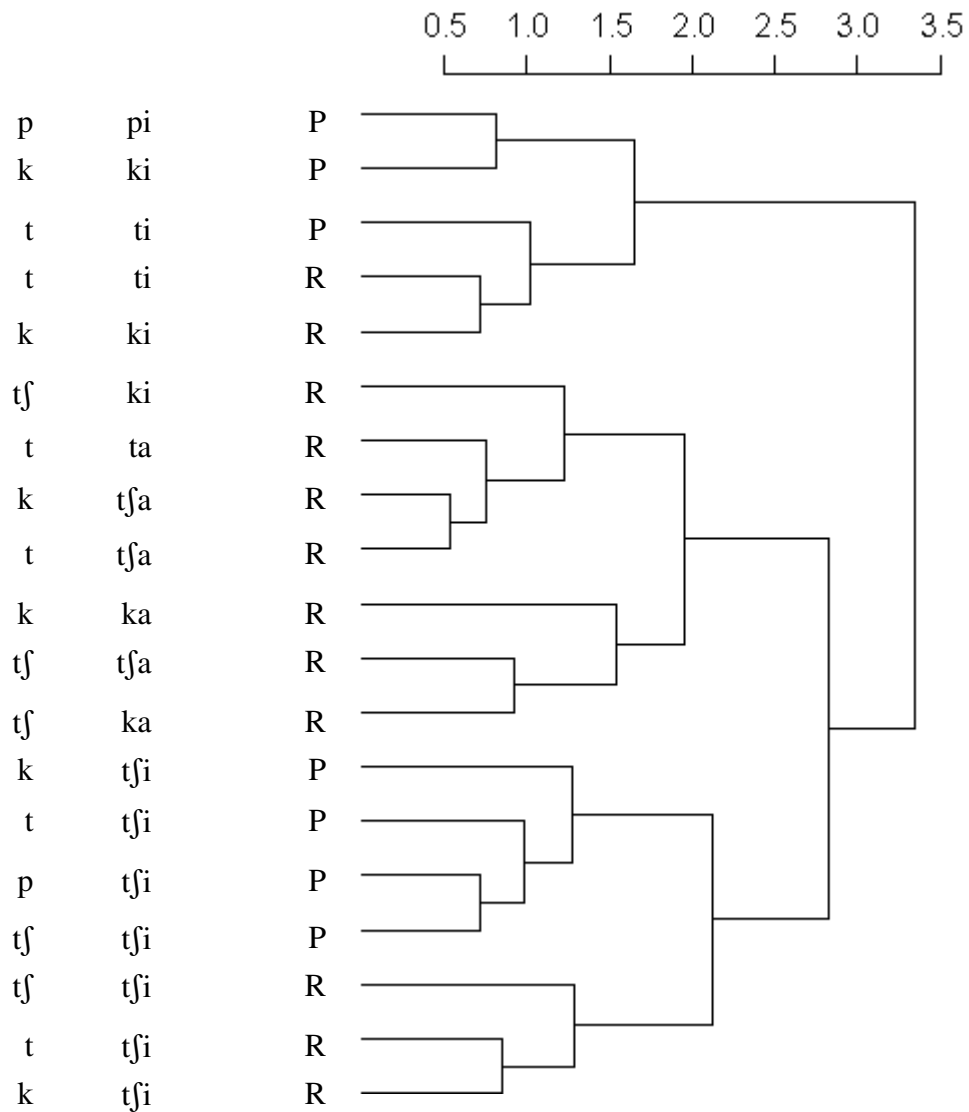 0.5 1.0 1.5 2.0 2.5 3.0 3.5
p pi P
k ki P
t ti P
t ti R
k ki R
tʃ ki R
t ta R
k tʃa R
t tʃa R
k ka R
tʃ tʃa R
tʃ ka R
k tʃi P
t tʃi P
p tʃi P
tʃ tʃi P
tʃ tʃi R
t tʃi R
k tʃi R